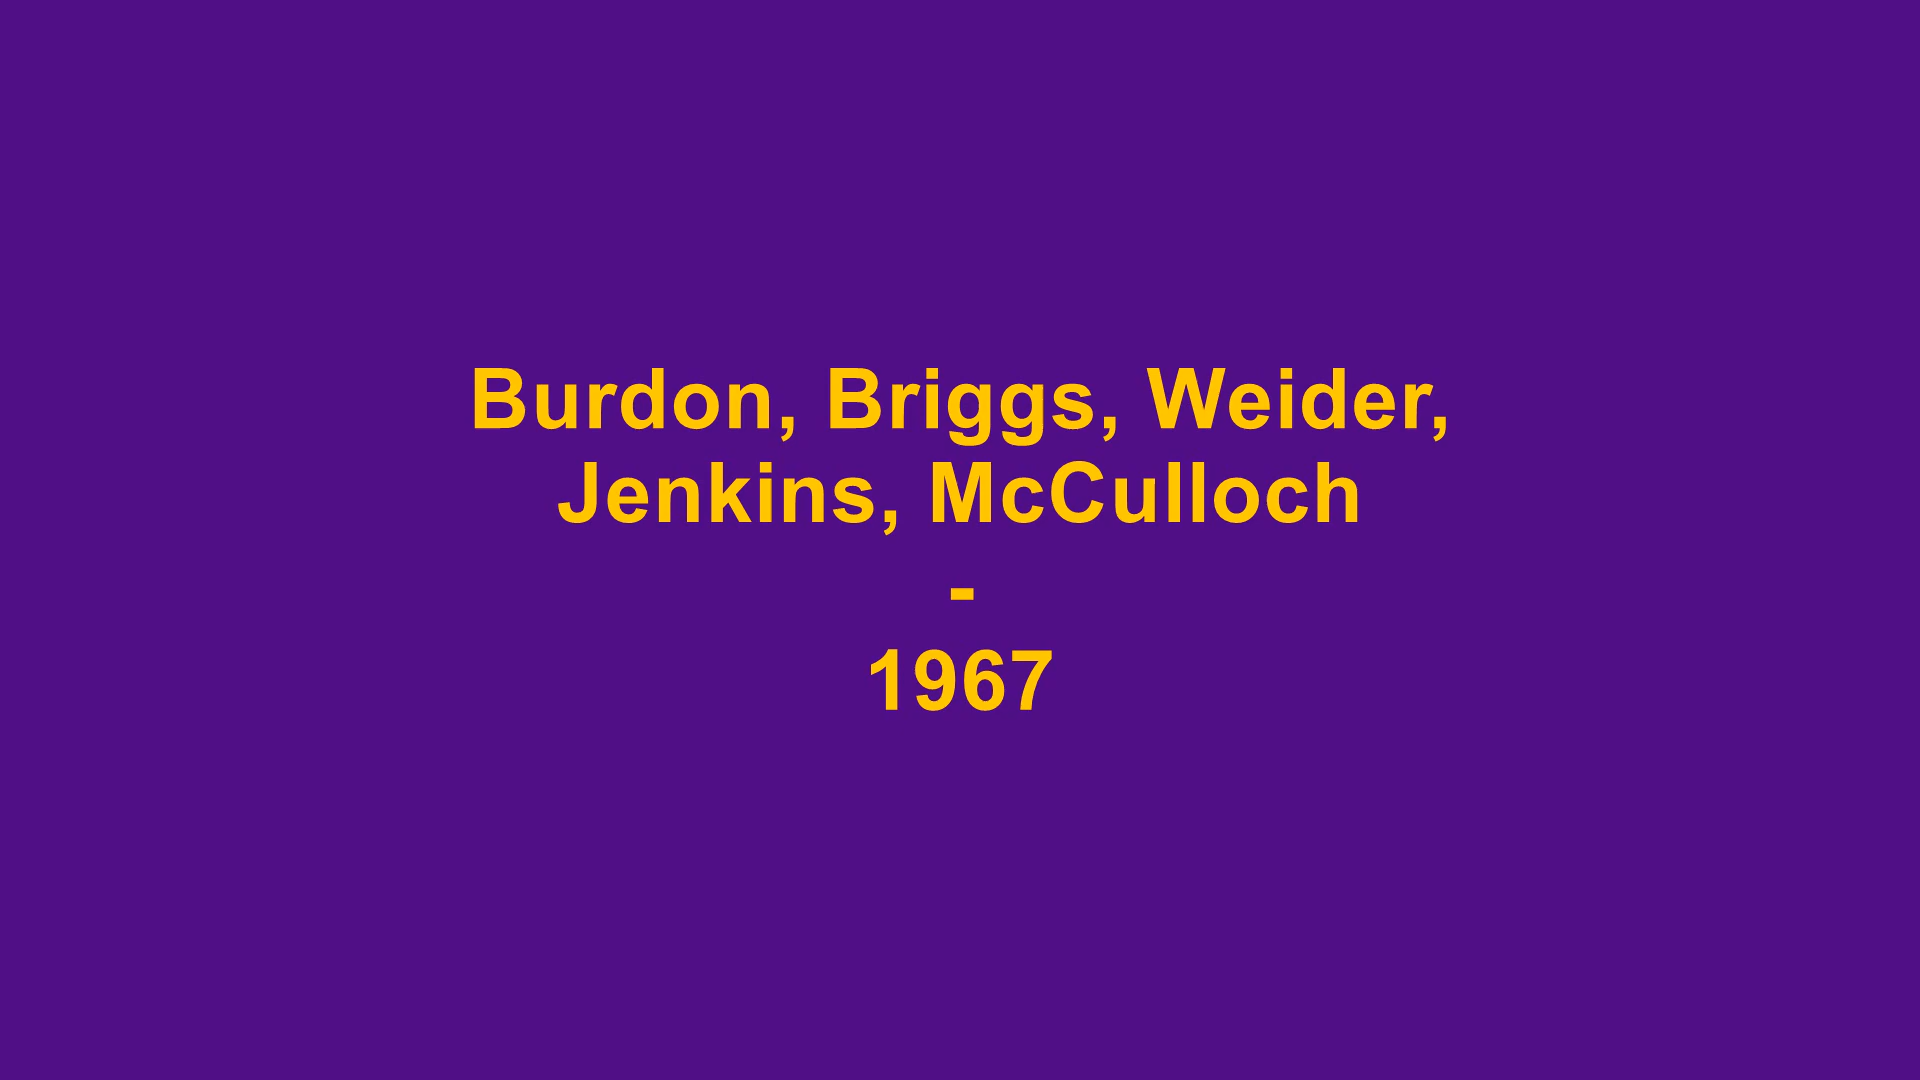 Burdon, Briggs, Weider,
Jenkins, McCulloch
-
1967